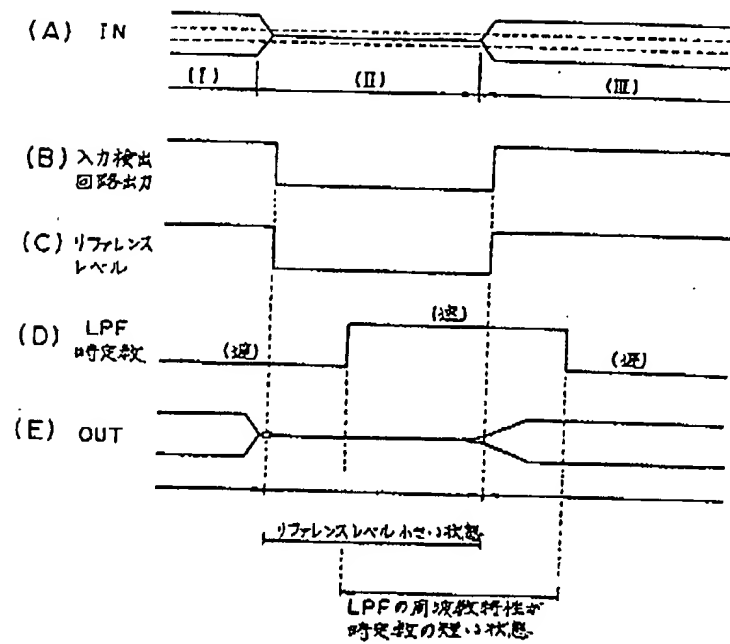 (A) IN
(I) (II) (III)
(B) 入力検出
回路出力
(C) リファレンス
レベル
(D) LPF
時定数
(遅) (速) (遅)
(E) OUT
リファレンスレベル小さい状態
LPFの周波数特性が
時定数の短い状態